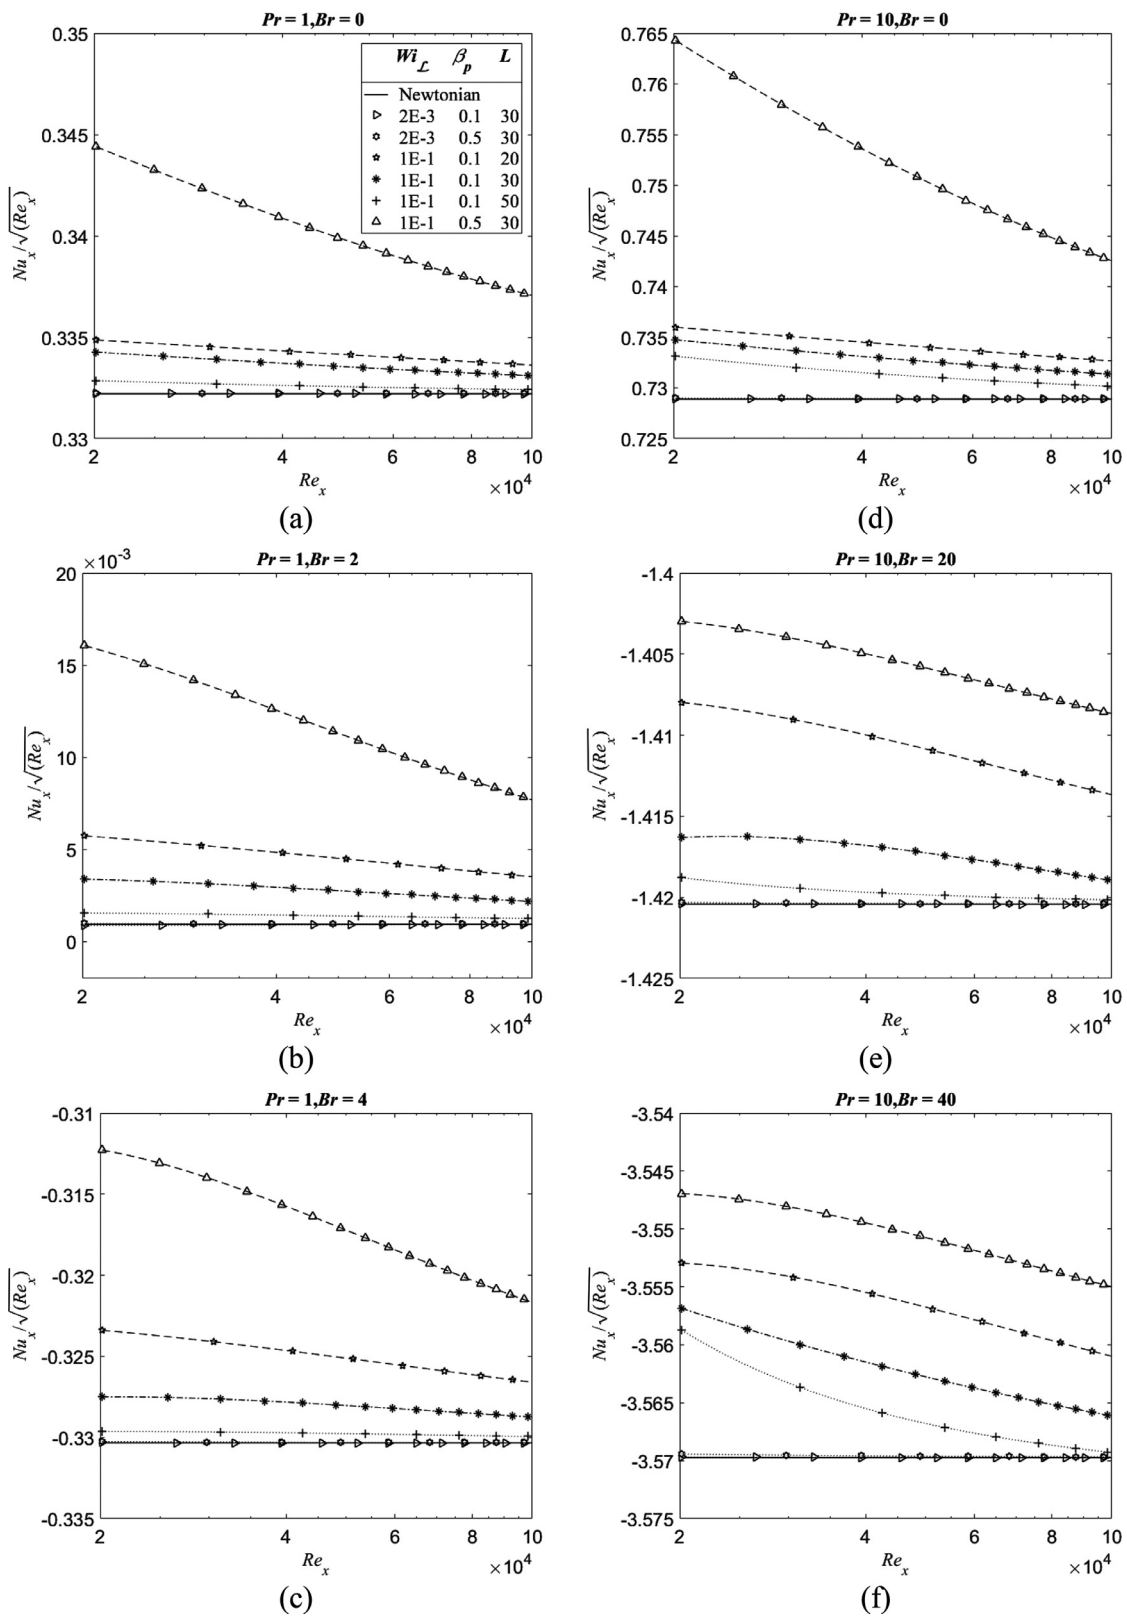 Pr = 1,Br = 0
0.35
0.345
0.34
0.335
0.33
Nu_x/√(Re_x)
Wi_ℒ β_p L
Newtonian
2E-3 0.1 30
2E-3 0.5 30
1E-1 0.1 20
1E-1 0.1 30
1E-1 0.1 50
1E-1 0.5 30
2 4 6 8 10
Re_x ×10^4
(a)
Pr = 10,Br = 0
0.765
0.76
0.755
0.75
0.745
0.74
0.735
0.73
0.725
Nu_x/√(Re_x)
2 4 6 8 10
Re_x ×10^4
(d)
Pr = 1,Br = 2
×10^-3
20
15
10
5
0
Nu_x/√(Re_x)
2 4 6 8 10
Re_x ×10^4
(b)
Pr = 10,Br = 20
-1.4
-1.405
-1.41
-1.415
-1.420
-1.425
Nu_x/√(Re_x)
2 4 6 8 10
Re_x ×10^4
(e)
Pr = 1,Br = 4
-0.31
-0.315
-0.32
-0.325
-0.33
-0.335
Nu_x/√(Re_x)
2 4 6 8 10
Re_x ×10^4
(c)
Pr = 10,Br = 40
-3.54
-3.545
-3.55
-3.555
-3.56
-3.565
-3.57
-3.575
Nu_x/√(Re_x)
2 4 6 8 10
Re_x ×10^4
(f)